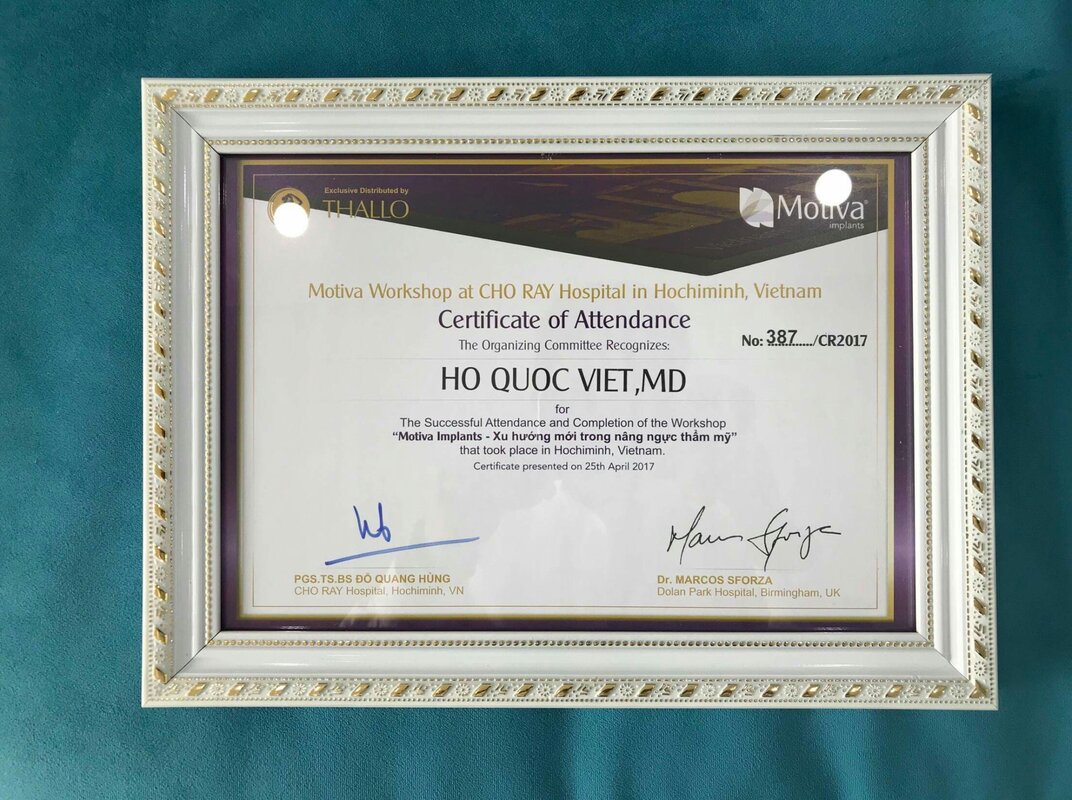 Exclusive Distributed by
THALLO
Motiva®
implants
Motiva Workshop at CHO RAY Hospital in Hochiminh, Vietnam
Certificate of Attendance
The Organizing Committee Recognizes:
No: 387/CR2017
HO QUOC VIET,MD
for
The Successful Attendance and Completion of the Workshop
“Motiva Implants - Xu hướng mới trong nâng ngực thẩm mỹ”
that took place in Hochiminh, Vietnam.
Certificate presented on 25th April 2017
Marcos Sforza
PGS.TS.BS ĐỖ QUANG HÙNG
CHO RAY Hospital, Hochiminh, VN
Dr. MARCOS SFORZA
Dolan Park Hospital, Birmingham, UK